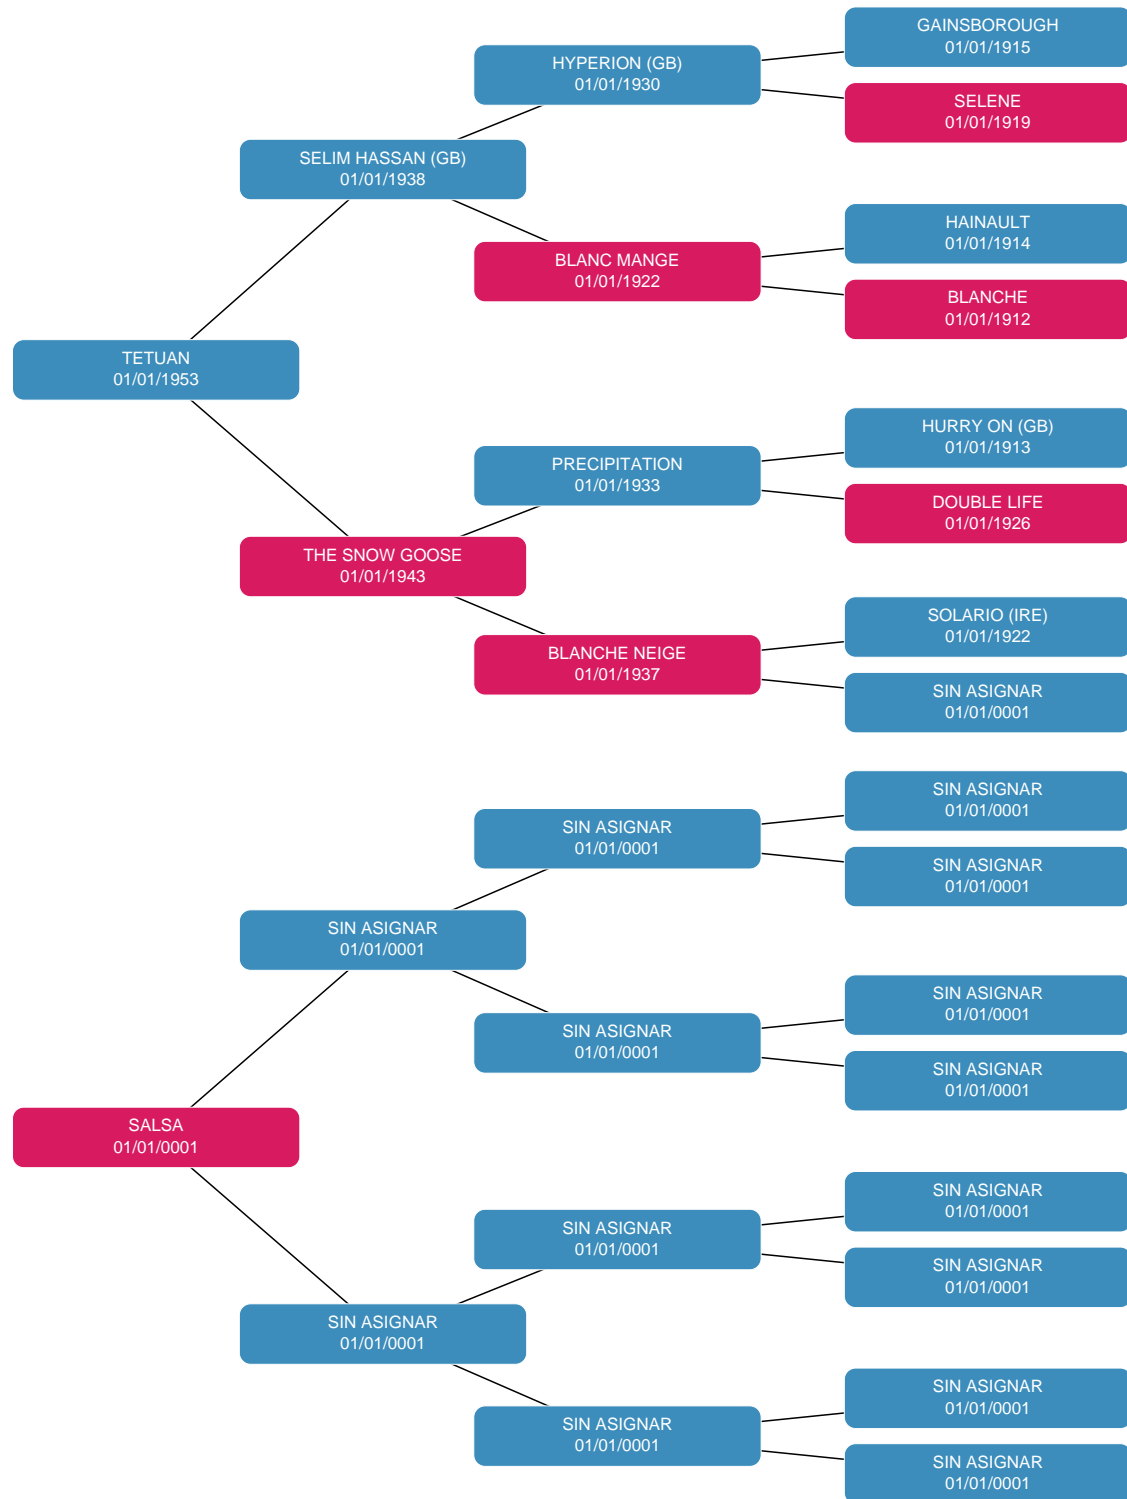 GAINSBOROUGH
01/01/1915
HYPERION (GB)
01/01/1930
SELENE
01/01/1919
SELIM HASSAN (GB)
01/01/1938
HAINAULT
01/01/1914
BLANC MANGE
01/01/1922
BLANCHE
01/01/1912
TETUAN
01/01/1953
HURRY ON (GB)
01/01/1913
PRECIPITATION
01/01/1933
DOUBLE LIFE
01/01/1926
THE SNOW GOOSE
01/01/1943
SOLARIO (IRE)
01/01/1922
BLANCHE NEIGE
01/01/1937
SIN ASIGNAR
01/01/0001
SIN ASIGNAR
01/01/0001
SIN ASIGNAR
01/01/0001
SIN ASIGNAR
01/01/0001
SIN ASIGNAR
01/01/0001
SIN ASIGNAR
01/01/0001
SIN ASIGNAR
01/01/0001
SIN ASIGNAR
01/01/0001
SALSA
01/01/0001
SIN ASIGNAR
01/01/0001
SIN ASIGNAR
01/01/0001
SIN ASIGNAR
01/01/0001
SIN ASIGNAR
01/01/0001
SIN ASIGNAR
01/01/0001
SIN ASIGNAR
01/01/0001
SIN ASIGNAR
01/01/0001